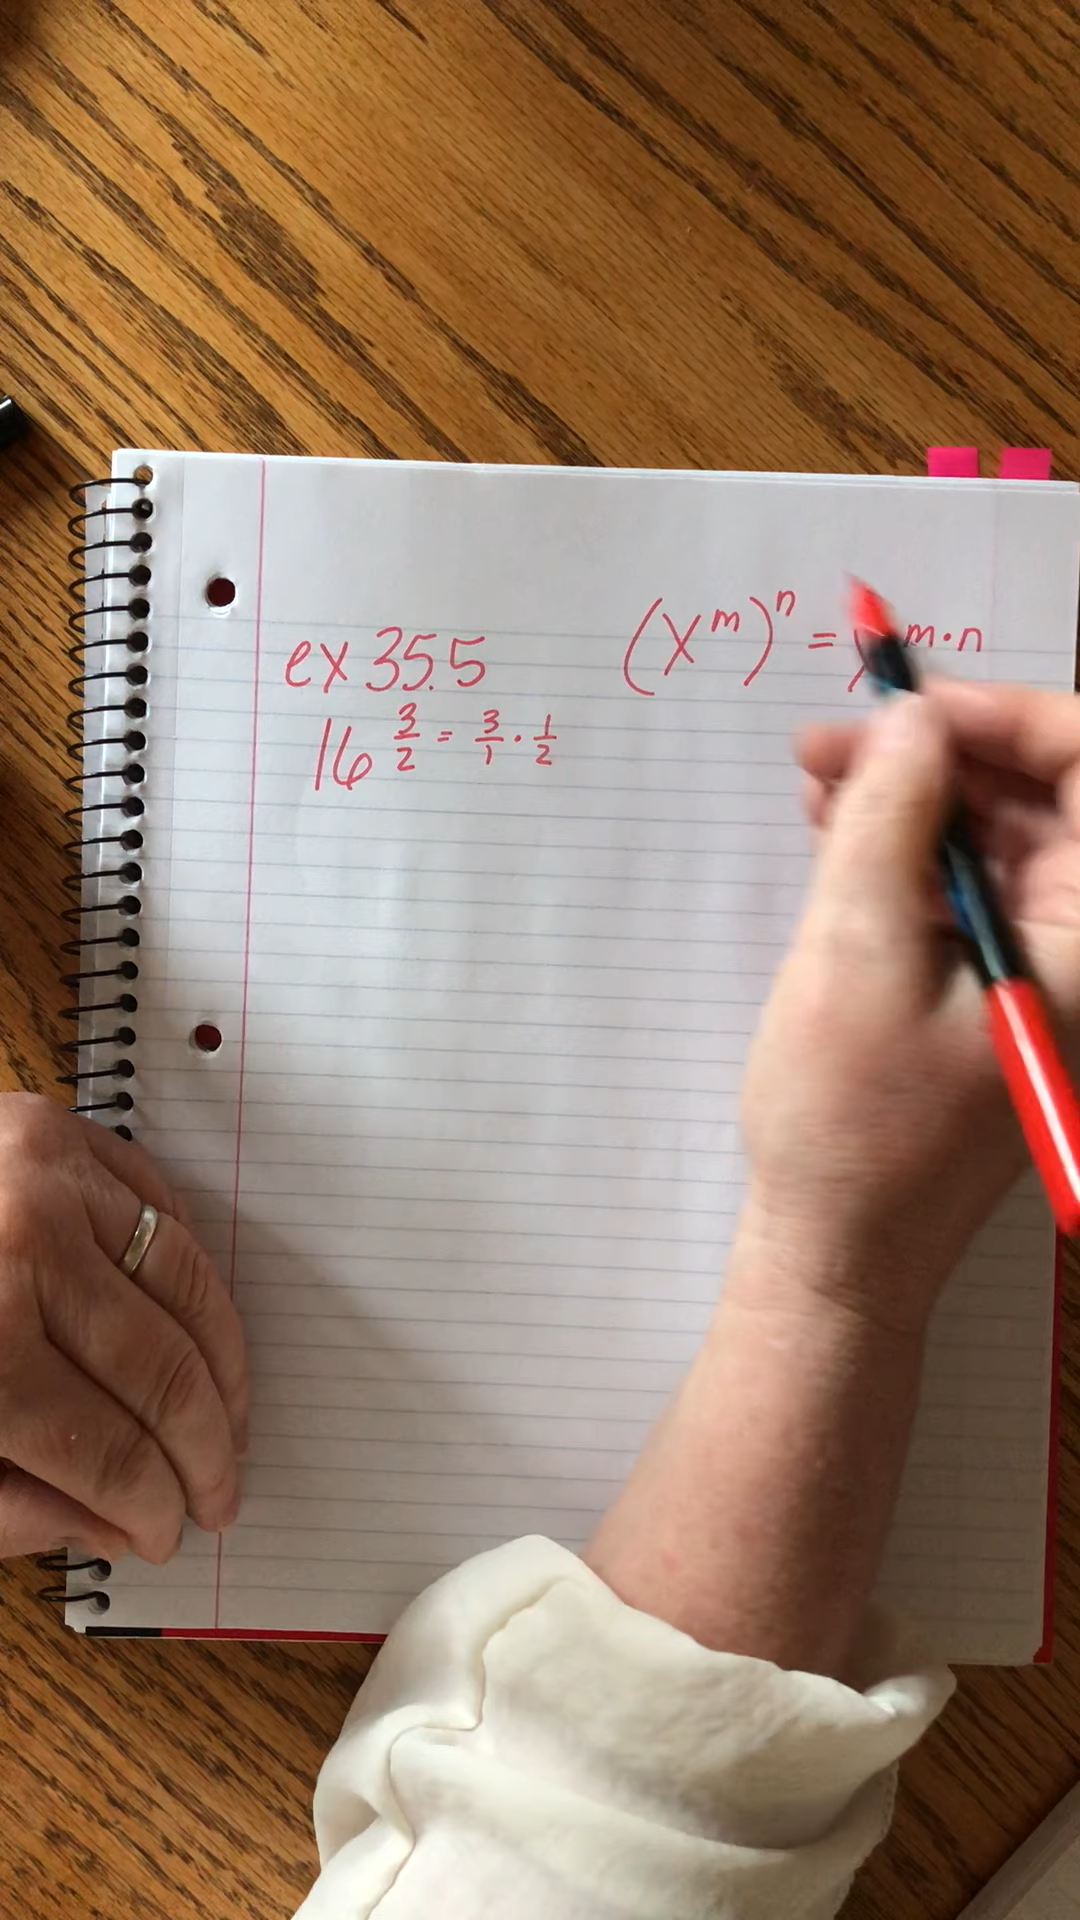 ex 35.5
(x^m)^n = x^m·n
16^3/2 = 3/1 · 1/2